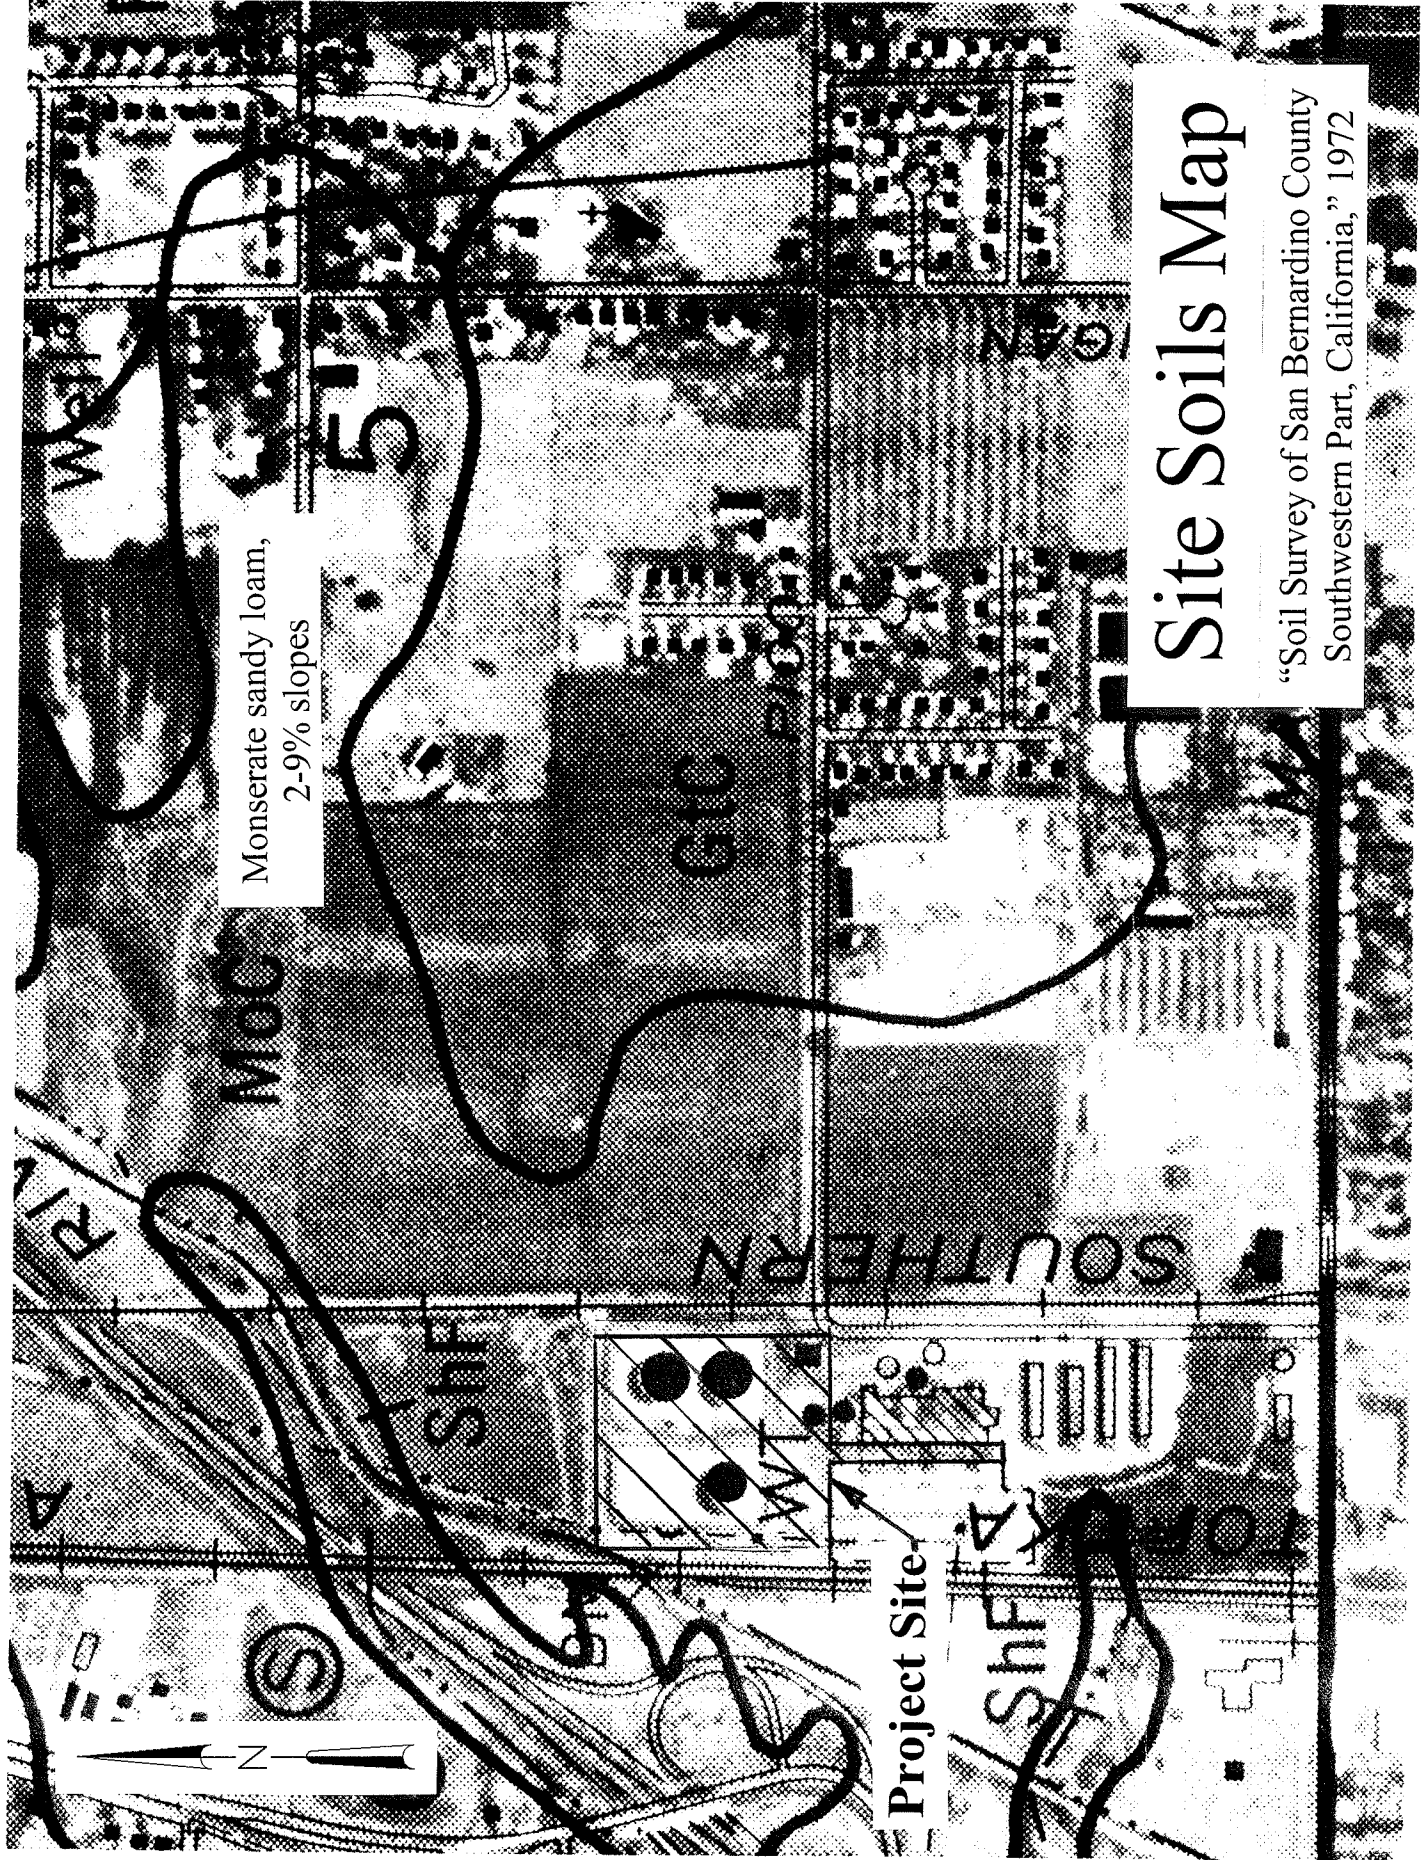 Site Soils Map
“Soil Survey of San Bernardino County
Southwestern Part, California,” 1972
Monserate sandy loam,
2-9% slopes
Project Site
MoC
GtC
ShF
ShF
SOUTHERN
5
S
N
A